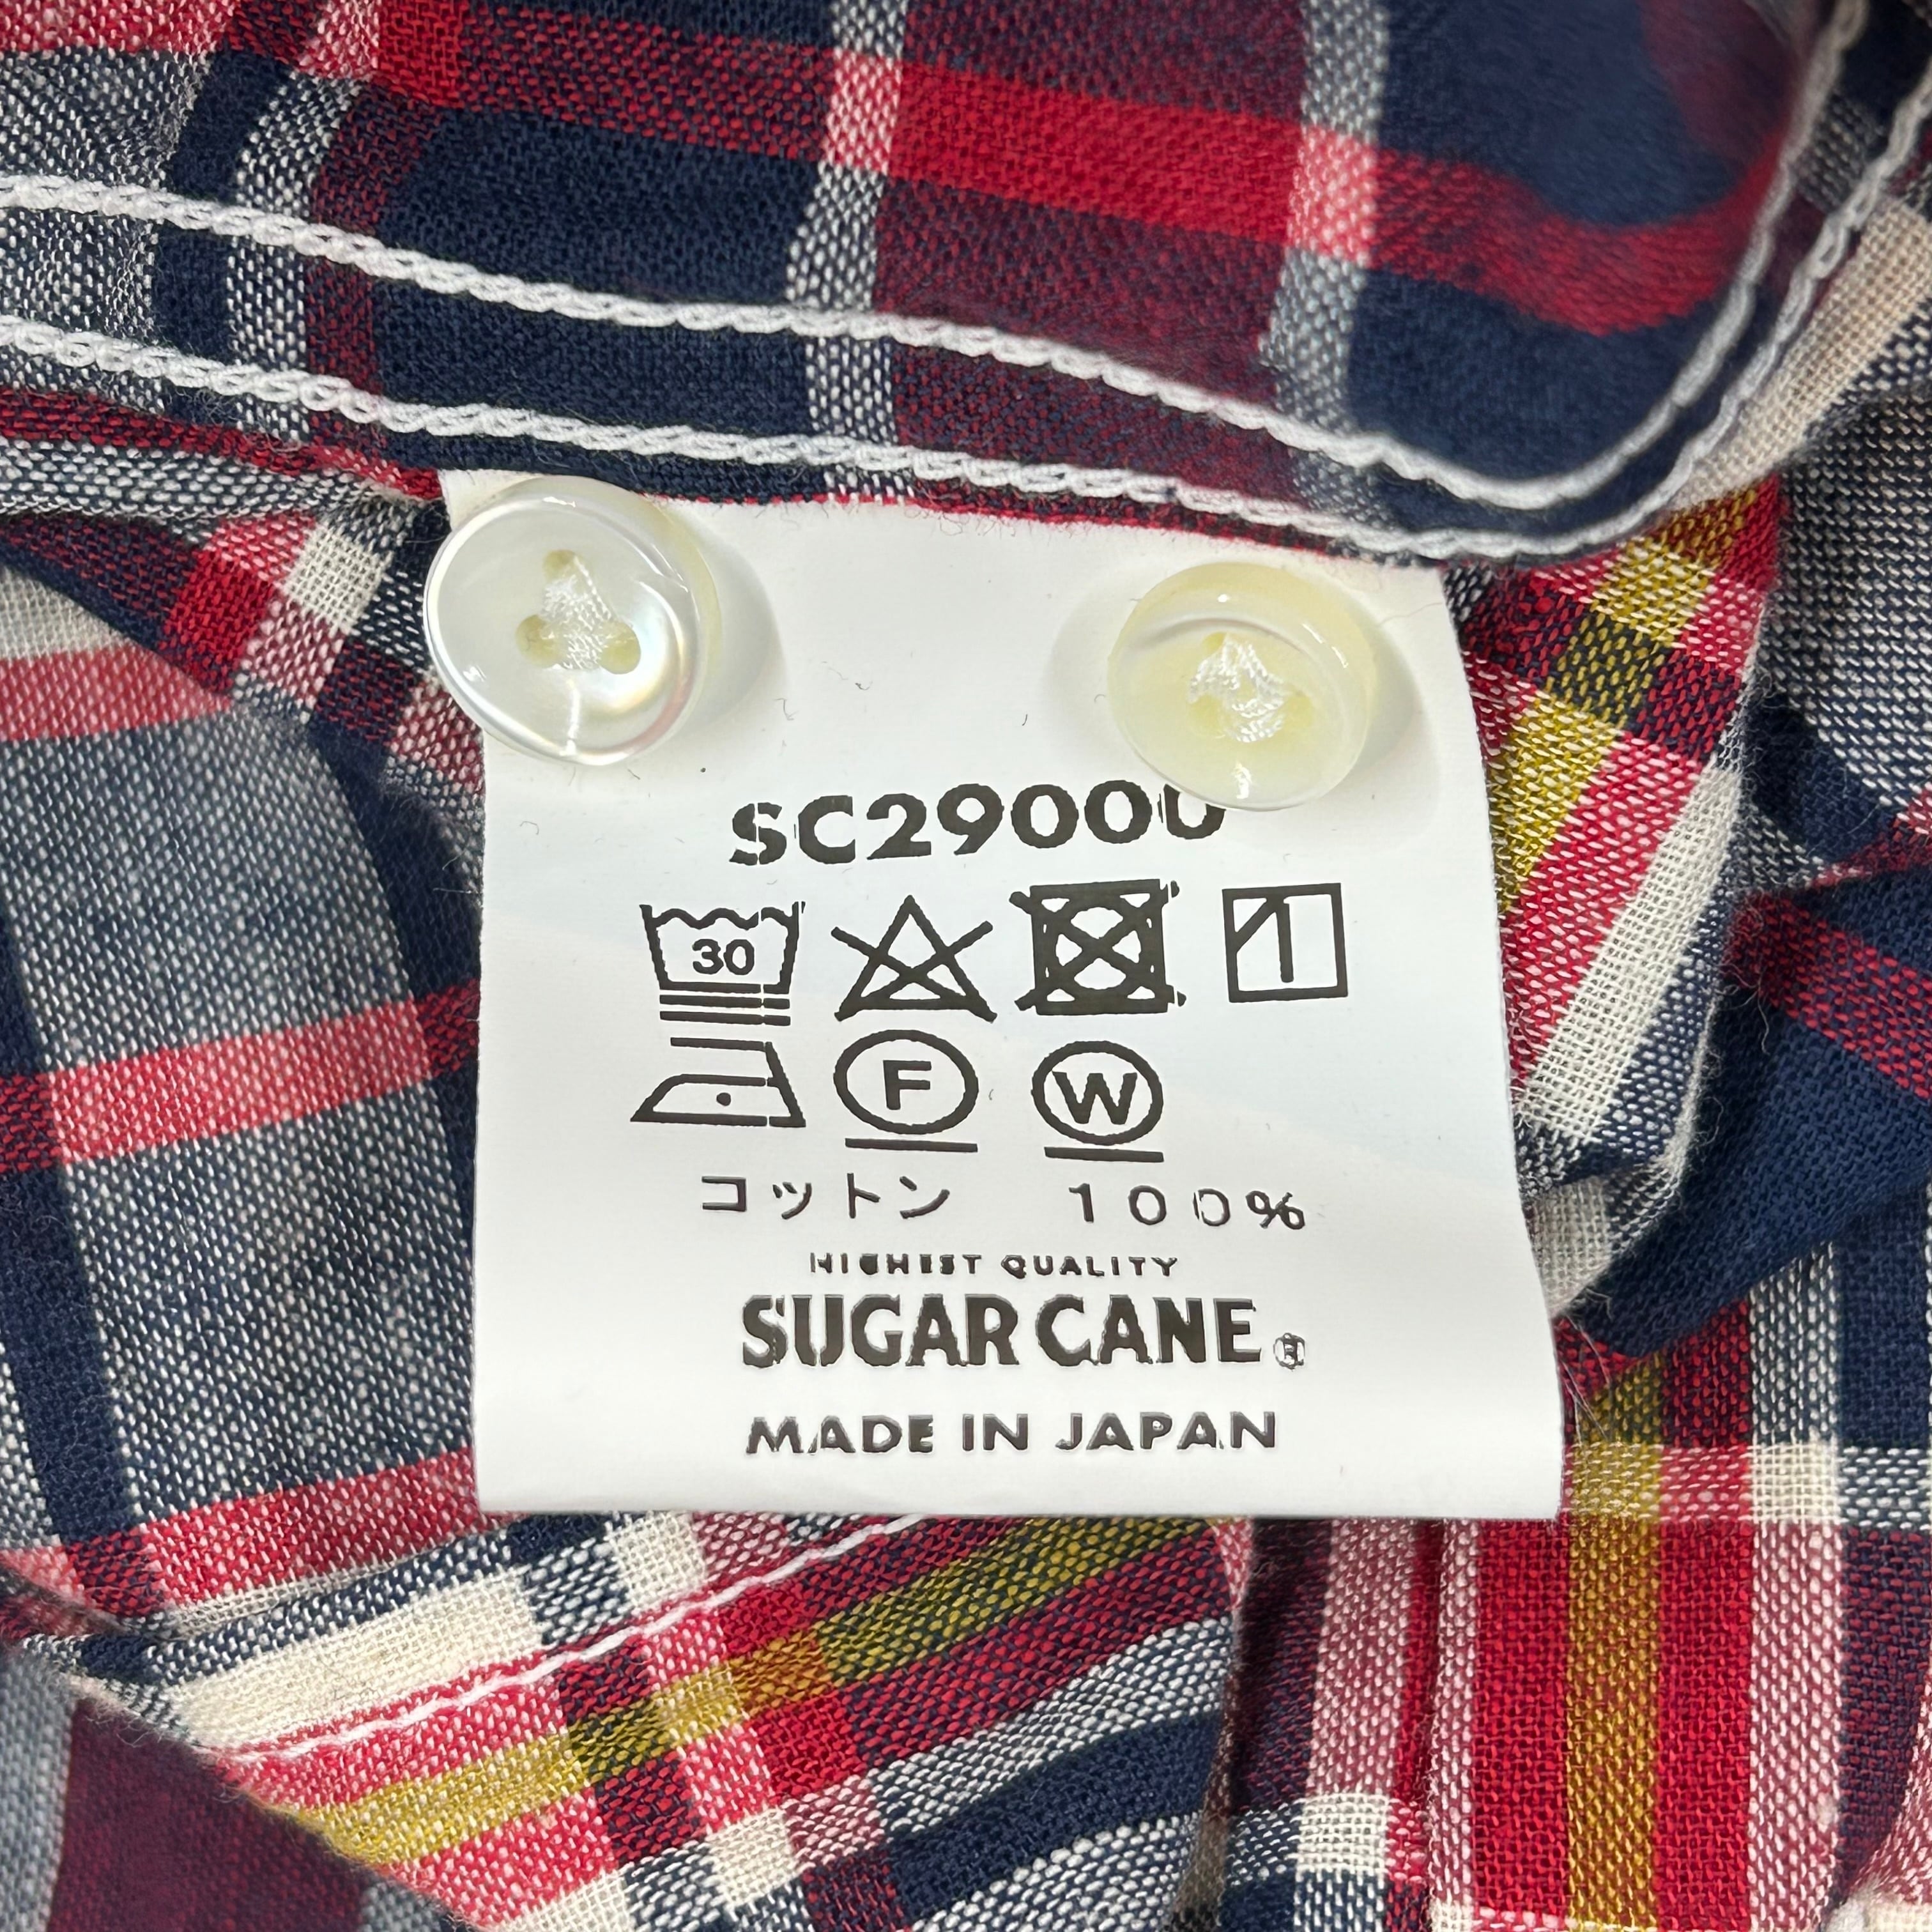 SC29000
30
F W
コットン 100%
HIGHEST QUALITY
SUGAR CANE®
MADE IN JAPAN